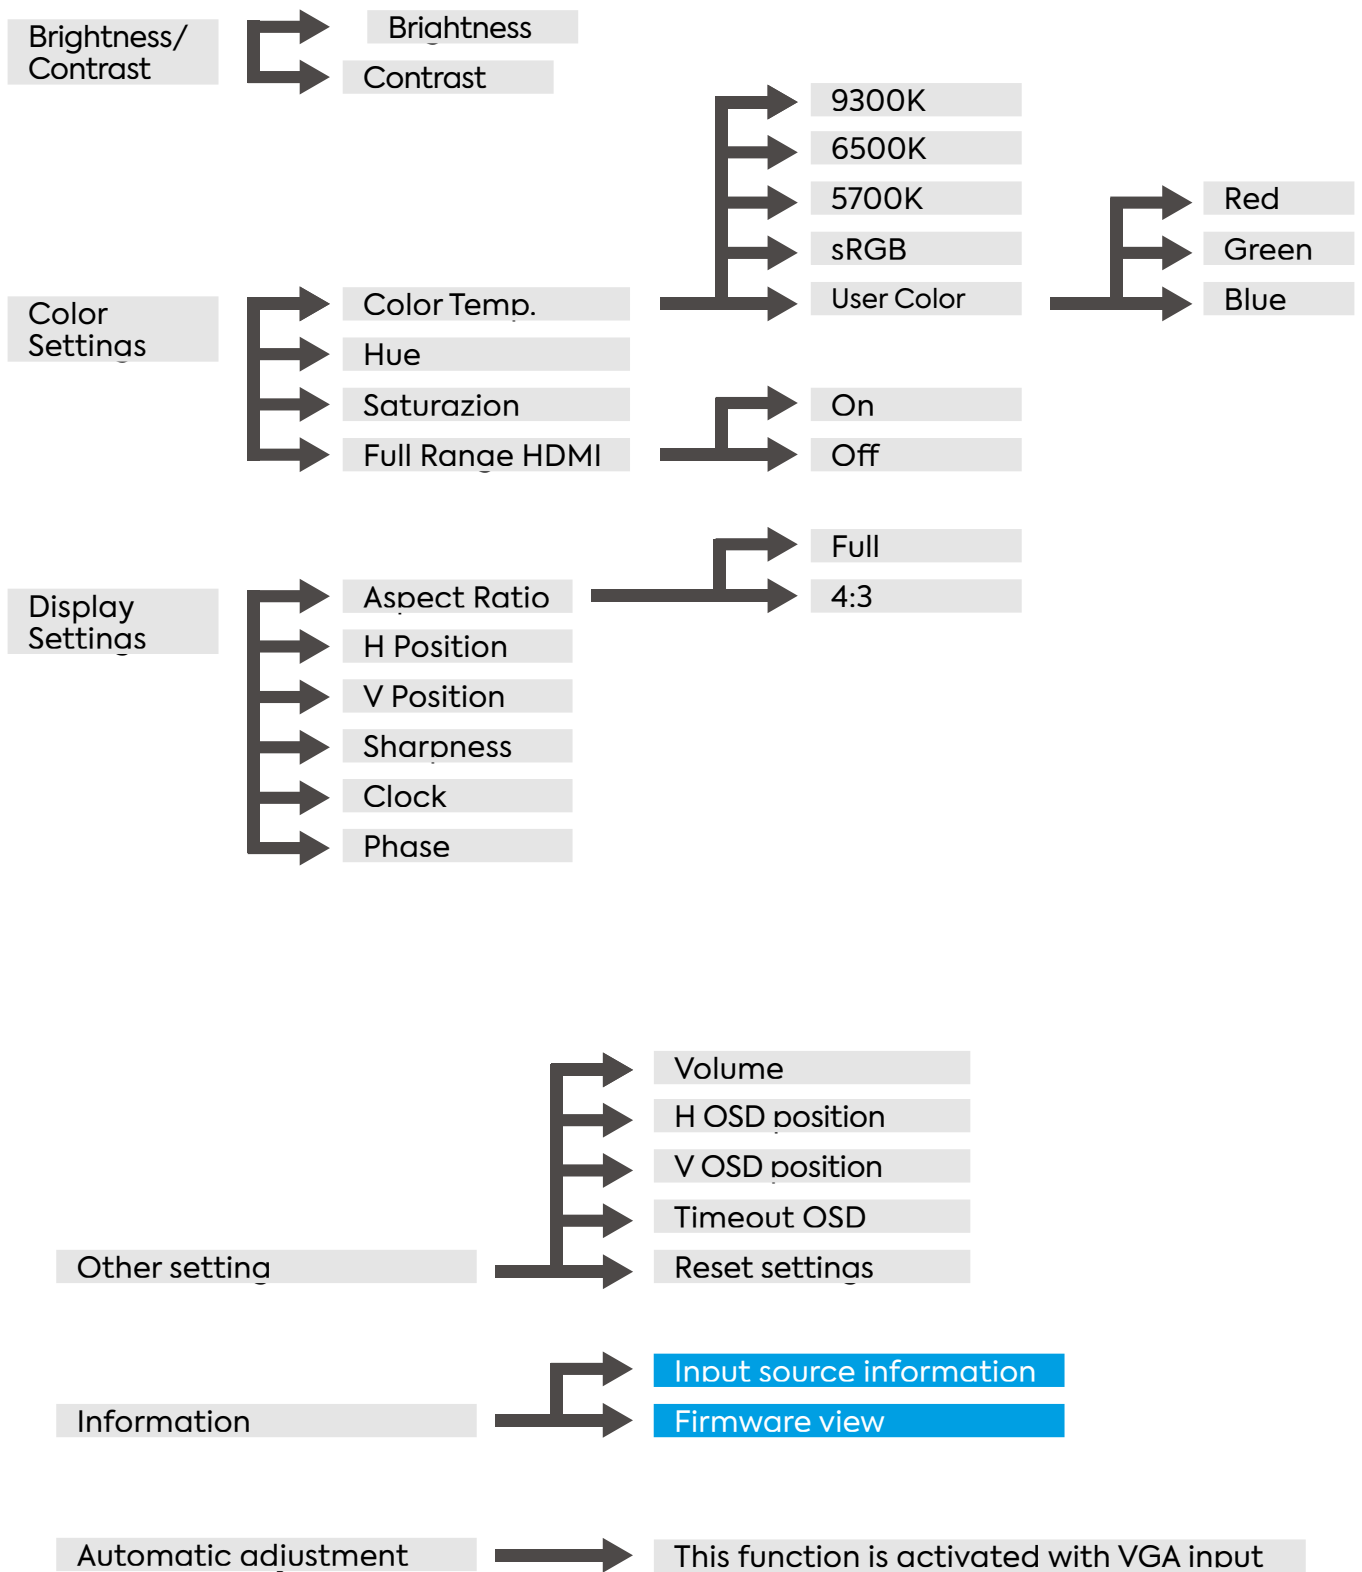 Brightness/
Contrast
Brightness
Contrast
9300K
6500K
5700K
sRGB
User Color
Red
Green
Blue
Color
Settings
Color Temp.
Hue
Saturazion
Full Range HDMI
On
Off
Full
4:3
Display
Settings
Aspect Ratio
H Position
V Position
Sharpness
Clock
Phase
Volume
H OSD position
V OSD position
Timeout OSD
Reset settings
Other setting
Input source information
Firmware view
Information
Automatic adjustment
This function is activated with VGA input